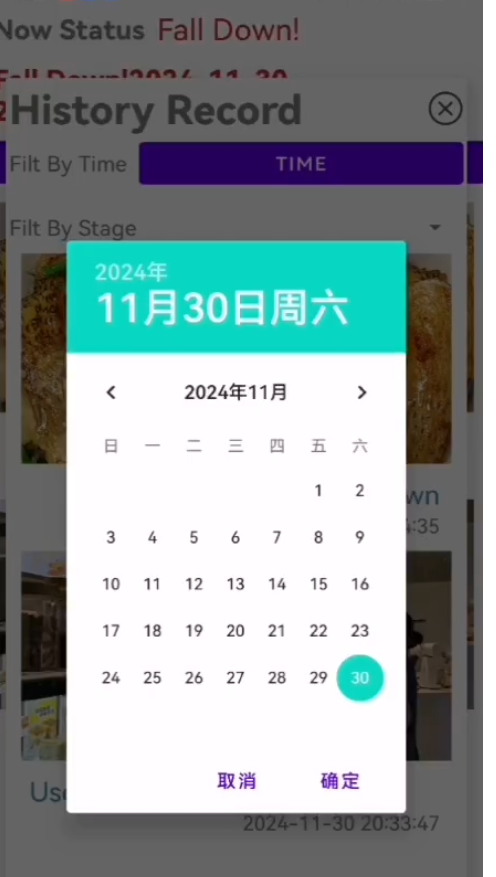 Now Status Fall Down!
Fall Down!2024-11-30
History Record
Filt By Time TIME
Filt By Stage
2024年
11月30日周六
2024年11月
日 一 二 三 四 五 六
1 2
3 4 5 6 7 8 9
10 11 12 13 14 15 16
17 18 19 20 21 22 23
24 25 26 27 28 29 30
取消 确定
2024-11-30 20:33:47